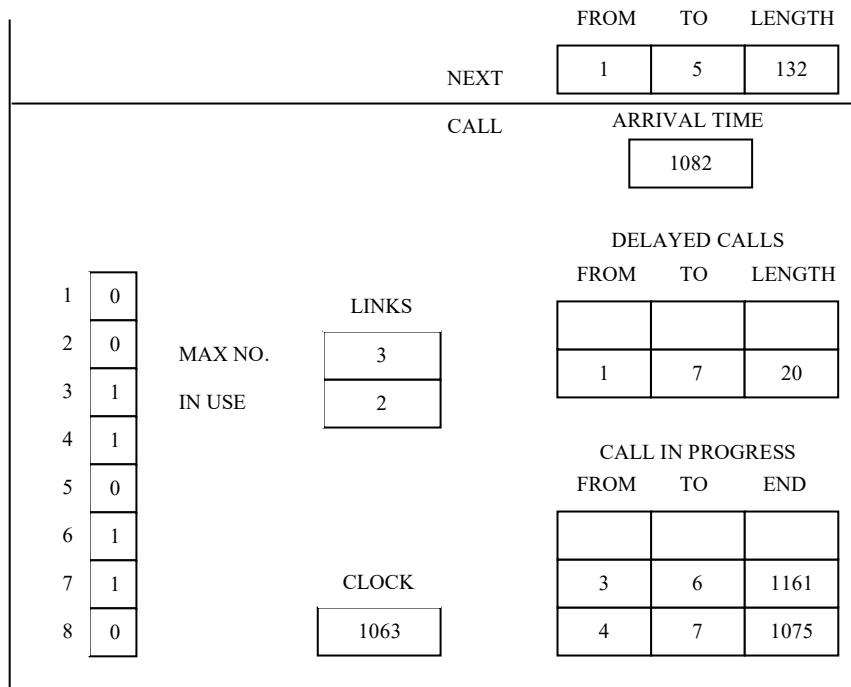 FROM TO LENGTH
NEXT 1 5 132
CALL ARRIVAL TIME
1082
DELAYED CALLS
FROM TO LENGTH
1 0
LINKS
2 0
MAX NO. 3
1 7 20
3 1
IN USE 2
4 1
CALL IN PROGRESS
5 0
FROM TO END
6 1
7 1
CLOCK
3 6 1161
8 0
1063
4 7 1075